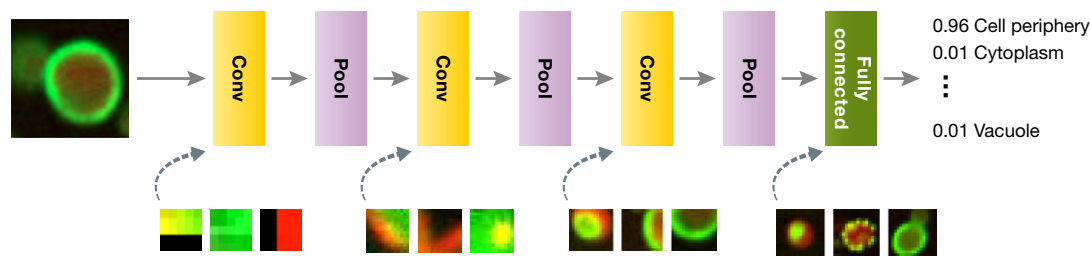 Conv
Pool
Conv
Pool
Conv
Pool
Fully
connected
0.96 Cell periphery
0.01 Cytoplasm
⋮
0.01 Vacuole